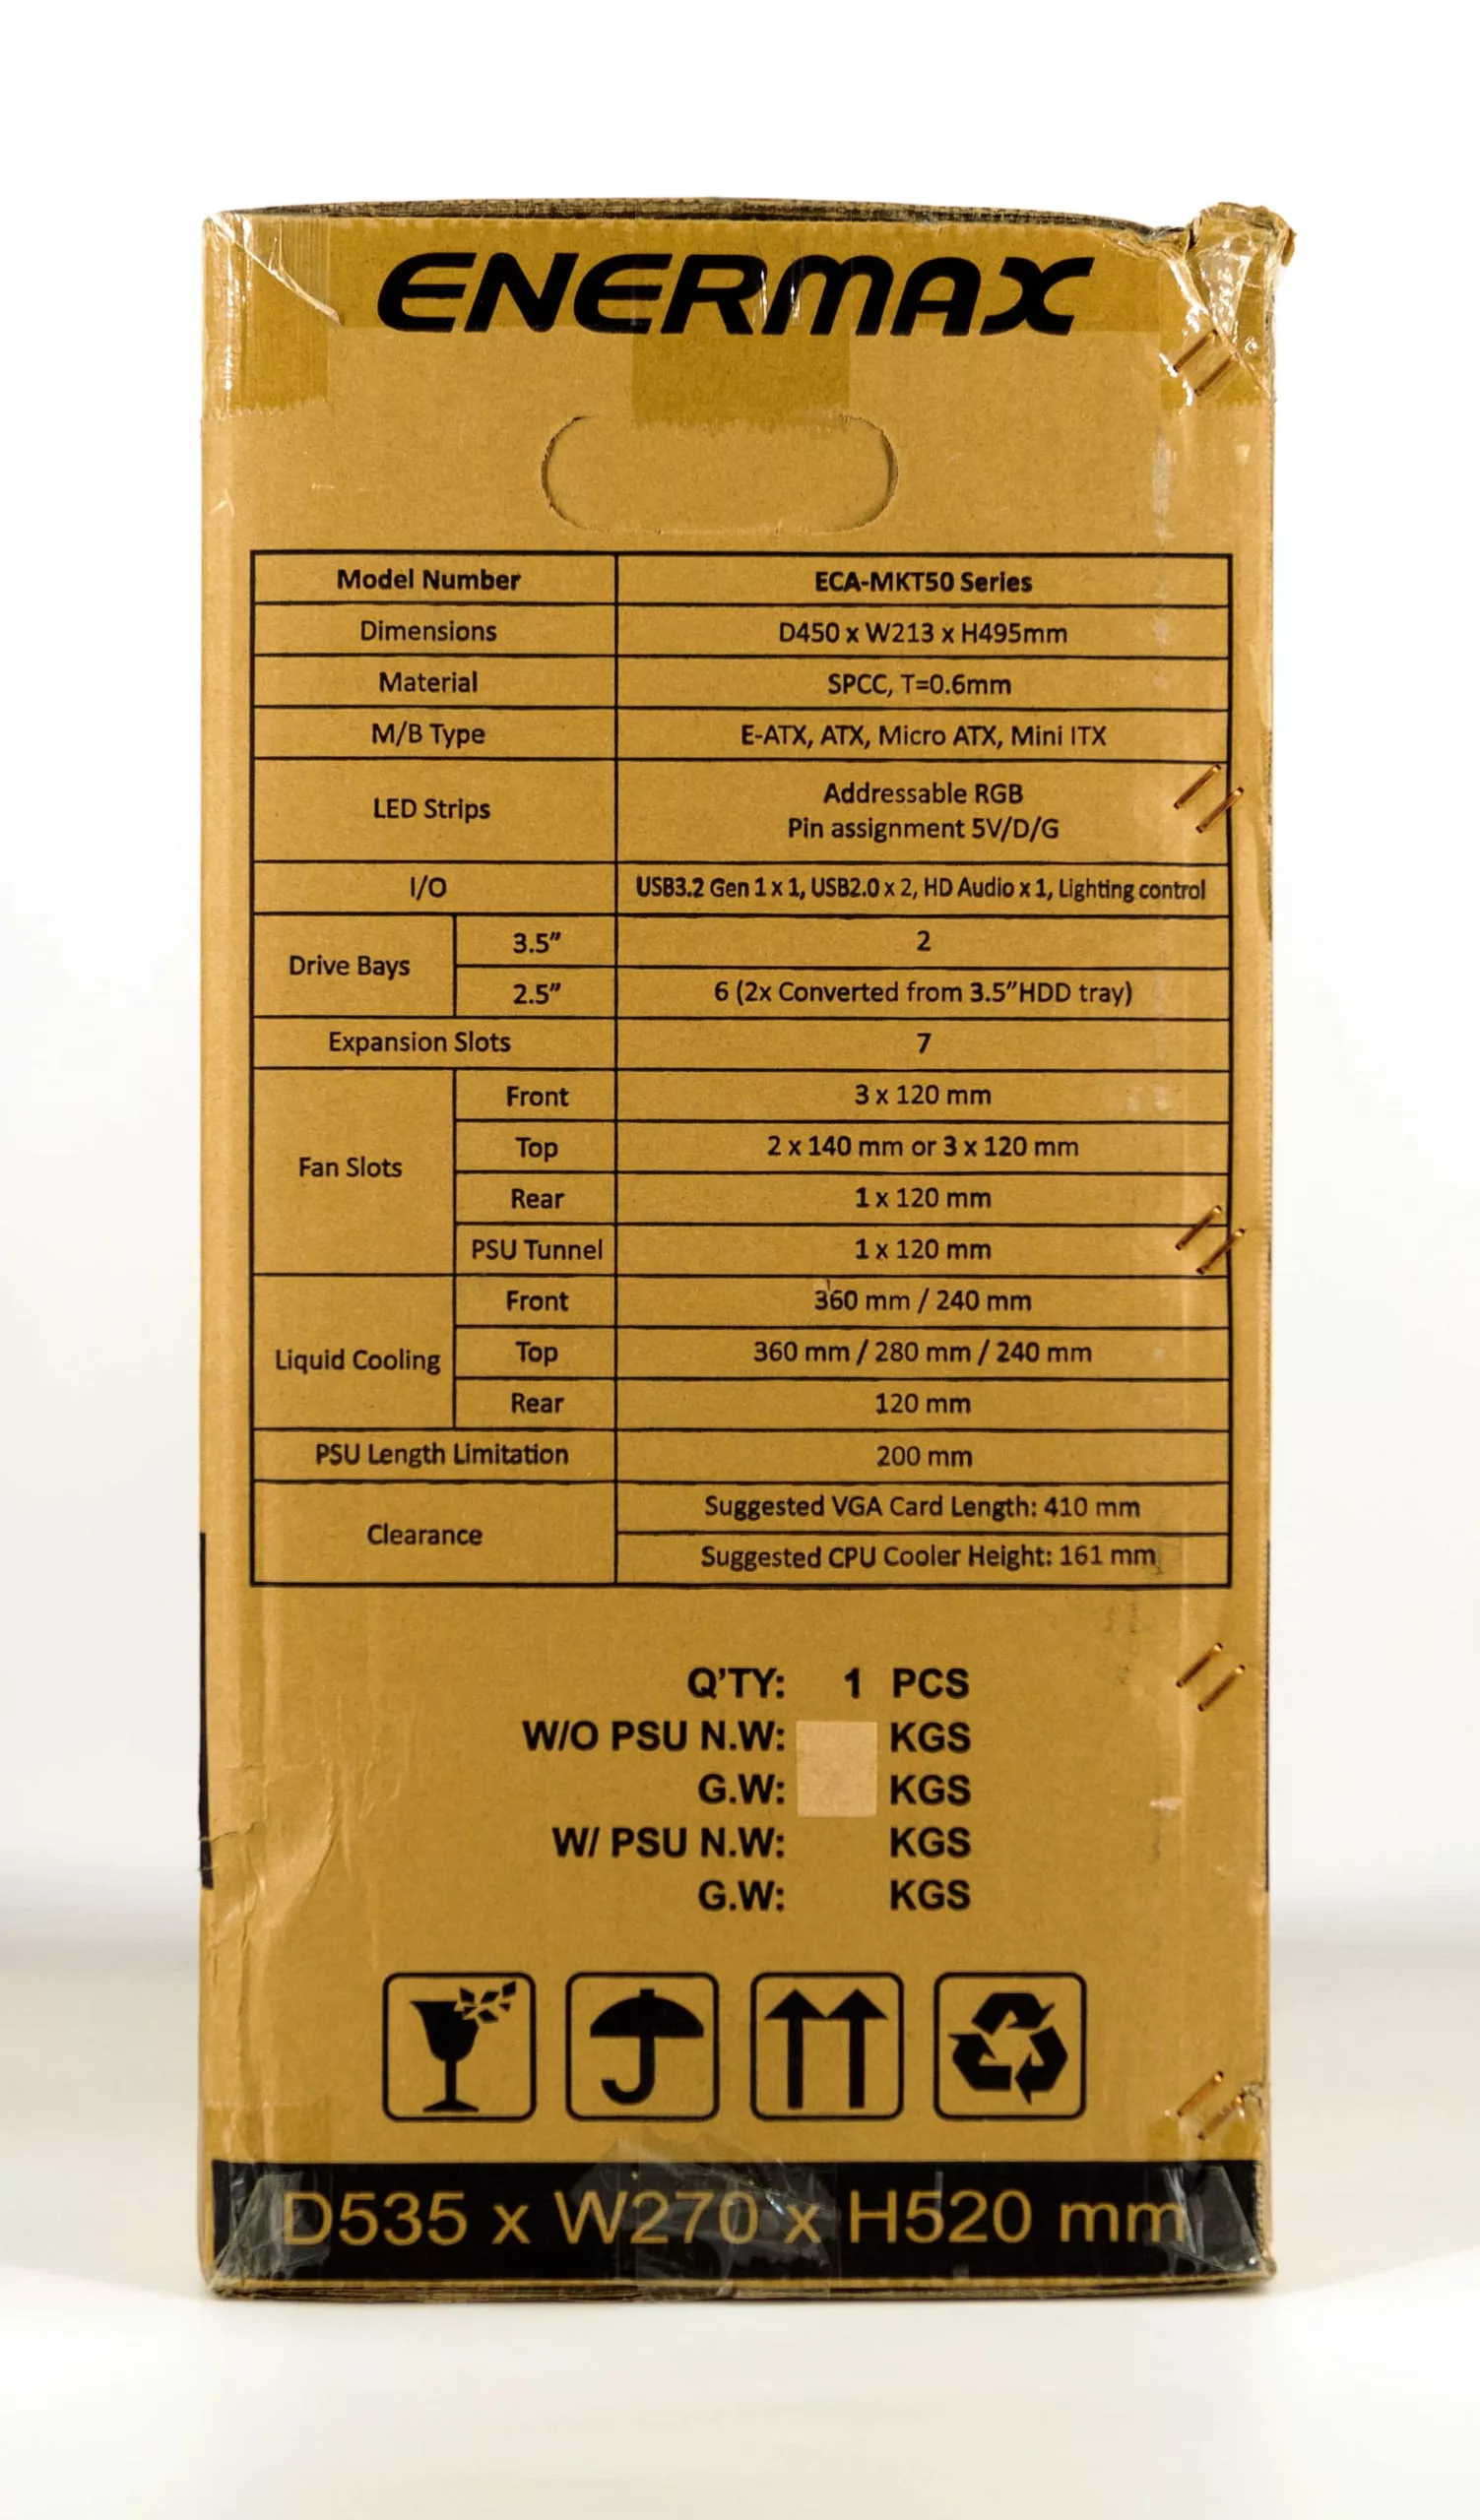 ENERMAX
Model Number ECA-MKT50 Series
Dimensions D450 x W213 x H495mm
Material SPCC, T=0.6mm
M/B Type E-ATX, ATX, Micro ATX, Mini ITX
LED Strips Addressable RGB
Pin assignment 5V/D/G
I/O USB3.2 Gen 1 x 1, USB2.0 x 2, HD Audio x 1, Lighting control
Drive Bays 3.5” 2
2.5” 6 (2x Converted from 3.5”HDD tray)
Expansion Slots 7
Fan Slots Front 3 x 120 mm
Top 2 x 140 mm or 3 x 120 mm
Rear 1 x 120 mm
PSU Tunnel 1 x 120 mm
Liquid Cooling Front 360 mm / 240 mm
Top 360 mm / 280 mm / 240 mm
Rear 120 mm
PSU Length Limitation 200 mm
Clearance Suggested VGA Card Length: 410 mm
Suggested CPU Cooler Height: 161 mm
Q’TY: 1 PCS
W/O PSU N.W: KGS
G.W: KGS
W/ PSU N.W: KGS
G.W: KGS
D535 x W270 x H520 mm